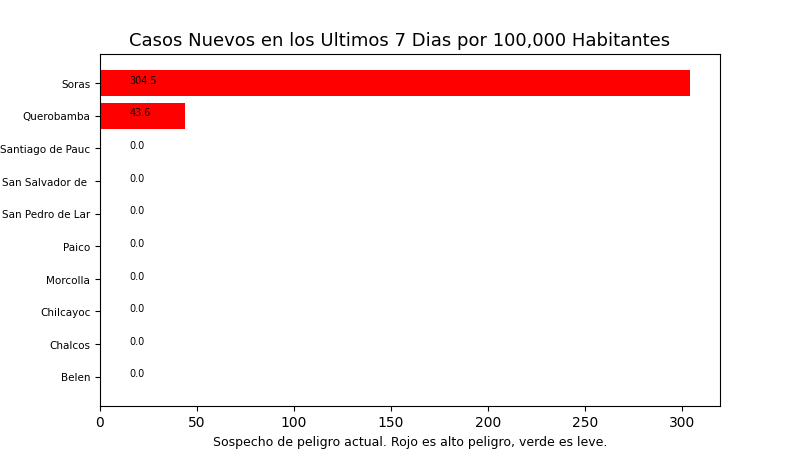 Casos Nuevos en los Ultimos 7 Dias por 100,000 Habitantes
Soras 304.5
Querobamba 43.6
Santiago de Pauc 0.0
San Salvador de 0.0
San Pedro de Lar 0.0
Paico 0.0
Morcolla 0.0
Chilcayoc 0.0
Chalcos 0.0
Belen 0.0
0 50 100 150 200 250 300
Sospecho de peligro actual. Rojo es alto peligro, verde es leve.